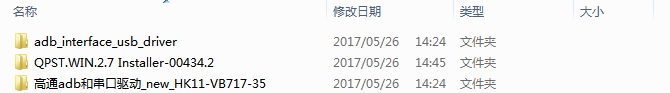 名称 修改日期 类型 大小
adb_interface_usb_driver 2017/05/26 14:24 文件夹
QPST.WIN.2.7 Installer-00434.2 2017/05/26 14:45 文件夹
高通adb和串口驱动_new_HK11-VB717-35 2017/05/26 14:24 文件夹